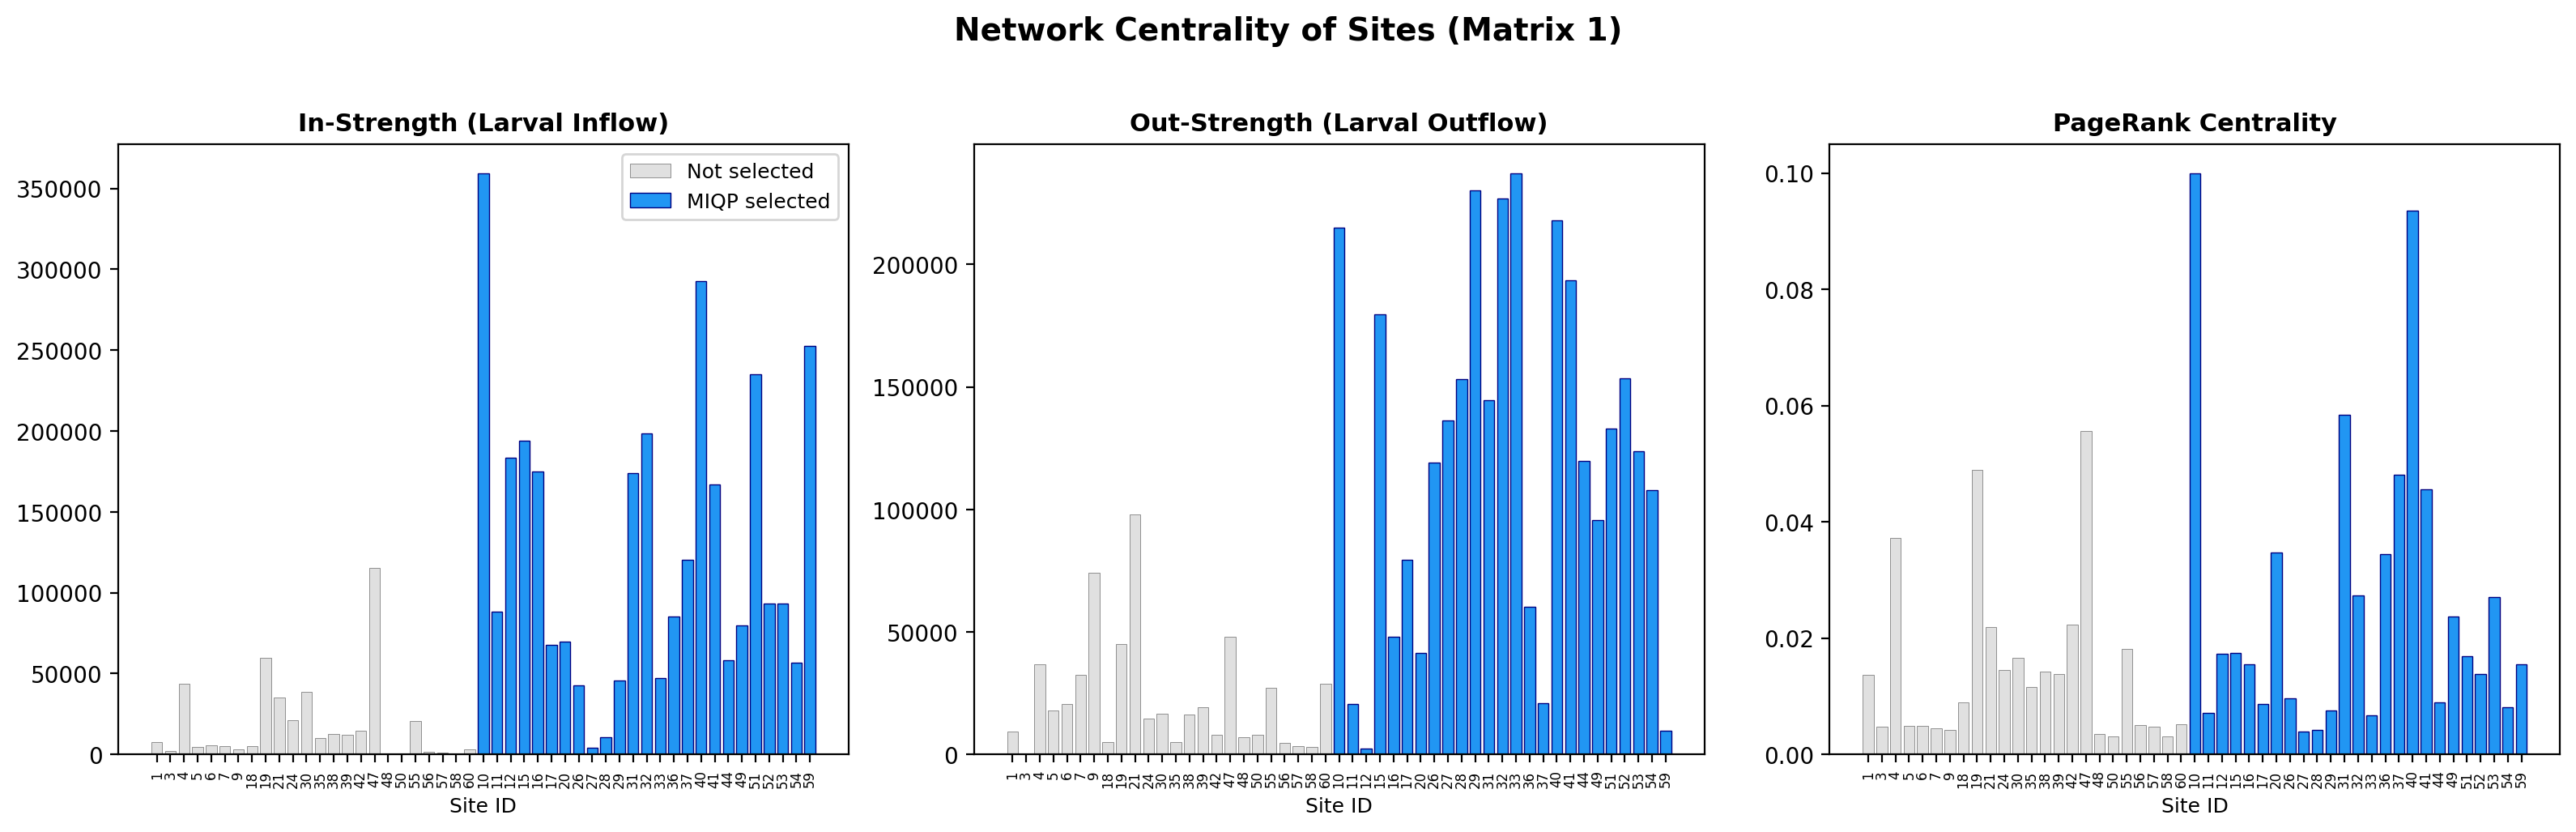 Network Centrality of Sites (Matrix 1)
In-Strength (Larval Inflow)
350000
300000
250000
200000
150000
100000
50000
0
Not selected
MIQP selected
1 3 4 5 6 7 9 18 19 21 24 30 35 38 39 42 47 48 50 55 56 57 58 60 10 11 12 15 16 17 20 26 27 28 29 31 32 33 36 37 40 41 44 49 51 52 53 54 59
Site ID
Out-Strength (Larval Outflow)
200000
150000
100000
50000
0
1 3 4 5 6 7 9 18 19 21 24 30 35 38 39 42 47 48 50 55 56 57 58 60 10 11 12 15 16 17 20 26 27 28 29 31 32 33 36 37 40 41 44 49 51 52 53 54 59
Site ID
PageRank Centrality
0.10
0.08
0.06
0.04
0.02
0.00
1 3 4 5 6 7 9 18 19 21 24 30 35 38 39 42 47 48 50 55 56 57 58 60 10 11 12 15 16 17 20 26 27 28 29 31 32 33 36 37 40 41 44 49 51 52 53 54 59
Site ID